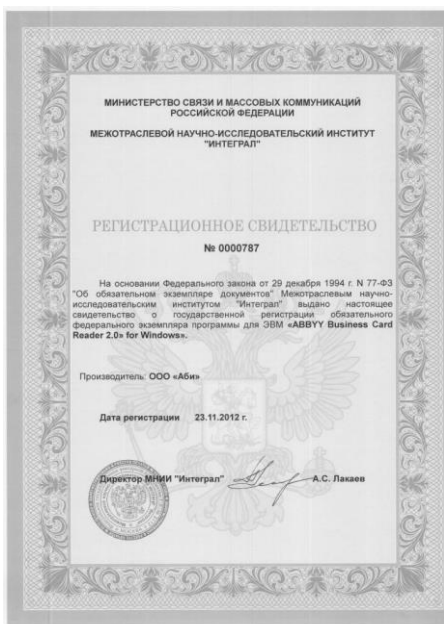 МИНИСТЕРСТВО СВЯЗИ И МАССОВЫХ КОММУНИКАЦИЙ
РОССИЙСКОЙ ФЕДЕРАЦИИ
МЕЖОТРАСЛЕВОЙ НАУЧНО-ИССЛЕДОВАТЕЛЬСКИЙ ИНСТИТУТ
"ИНТЕГРАЛ"
РЕГИСТРАЦИОННОЕ СВИДЕТЕЛЬСТВО
№ 0000787
На основании Федерального закона от 29 декабря 1994 г. N 77-ФЗ
"Об обязательном экземпляре документов" Межотраслевым научно-
исследовательским институтом "Интеграл" выдано настоящее
свидетельство о государственной регистрации обязательного
федерального экземпляра программы для ЭВМ «ABBYY Business Card
Reader 2.0» for Windows».
Производитель: ООО «Аби»
Дата регистрации 23.11.2012 г.
Директор МНИИ "Интеграл" А.С. Лакаев